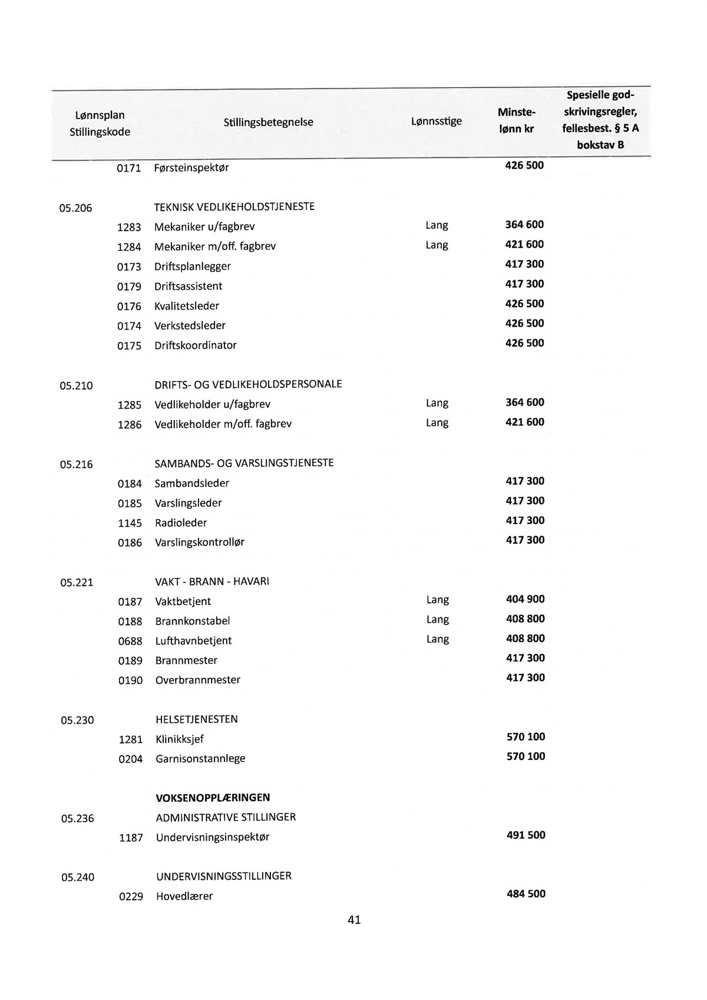 Lønnsplan
Stillingskode
Stillingsbetegnelse
Lønnsstige
Minste-
lønn kr
Spesielle god-
skrivingsregler,
fellesbest. § 5 A
bokstav B
0171 Førsteinspektør 426 500
05.206 TEKNISK VEDLIKEHOLDSTJENESTE
1283 Mekaniker u/fagbrev Lang 364 600
1284 Mekaniker m/off. fagbrev Lang 421 600
0173 Driftsplanlegger 417 300
0179 Driftsassistent 417 300
0176 Kvalitetsleder 426 500
0174 Verkstedsleder 426 500
0175 Driftskoordinator 426 500
05.210 DRIFTS- OG VEDLIKEHOLDSPERSONALE
1285 Vedlikeholder u/fagbrev Lang 364 600
1286 Vedlikeholder m/off. fagbrev Lang 421 600
05.216 SAMBANDS- OG VARSLINGSTJENESTE
0184 Sambandsleder 417 300
0185 Varslingsleder 417 300
1145 Radioleder 417 300
0186 Varslingskontrollør 417 300
05.221 VAKT - BRANN - HAVARI
0187 Vaktbetjent Lang 404 900
0188 Brannkonstabel Lang 408 800
0688 Lufthavnbetjent Lang 408 800
0189 Brannmester 417 300
0190 Overbrannmester 417 300
05.230 HELSETJENESTEN
1281 Klinikksjef 570 100
0204 Garnisonstannlege 570 100
VOKSENOPPLÆRINGEN
05.236 ADMINISTRATIVE STILLINGER
1187 Undervisningsinspektør 491 500
05.240 UNDERVISNINGSSTILLINGER
0229 Hovedlærer 484 500
41